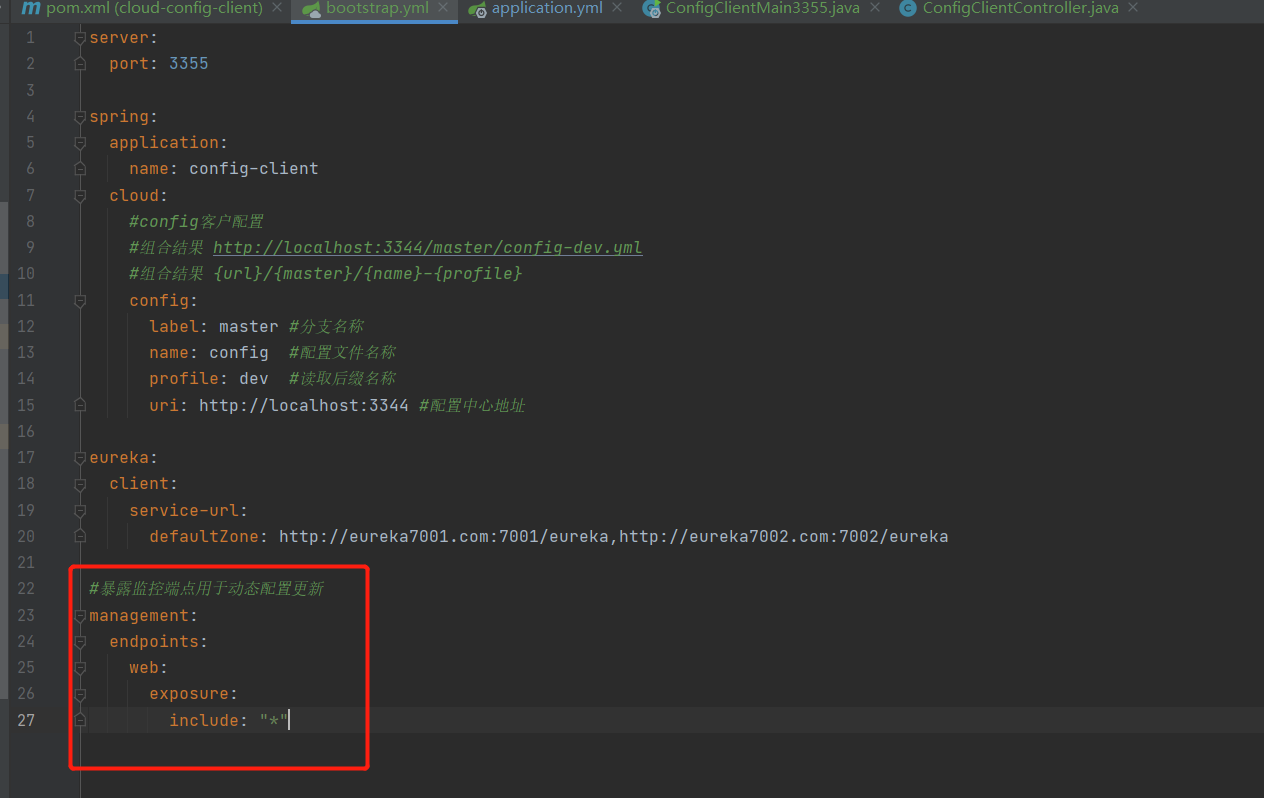 pom.xml (cloud-config-client) bootstrap.yml application.yml ConfigClientMain3355.java ConfigClientController.java
1 server:
2 port: 3355
3
4 spring:
5 application:
6 name: config-client
7 cloud:
8 #config客户配置
9 #组合结果 http://localhost:3344/master/config-dev.yml
10 #组合结果 {url}/{master}/{name}-{profile}
11 config:
12 label: master #分支名称
13 name: config #配置文件名称
14 profile: dev #读取后缀名称
15 uri: http://localhost:3344 #配置中心地址
16
17 eureka:
18 client:
19 service-url:
20 defaultZone: http://eureka7001.com:7001/eureka,http://eureka7002.com:7002/eureka
21
22 #暴露监控端点用于动态配置更新
23 management:
24 endpoints:
25 web:
26 exposure:
27 include: "*"